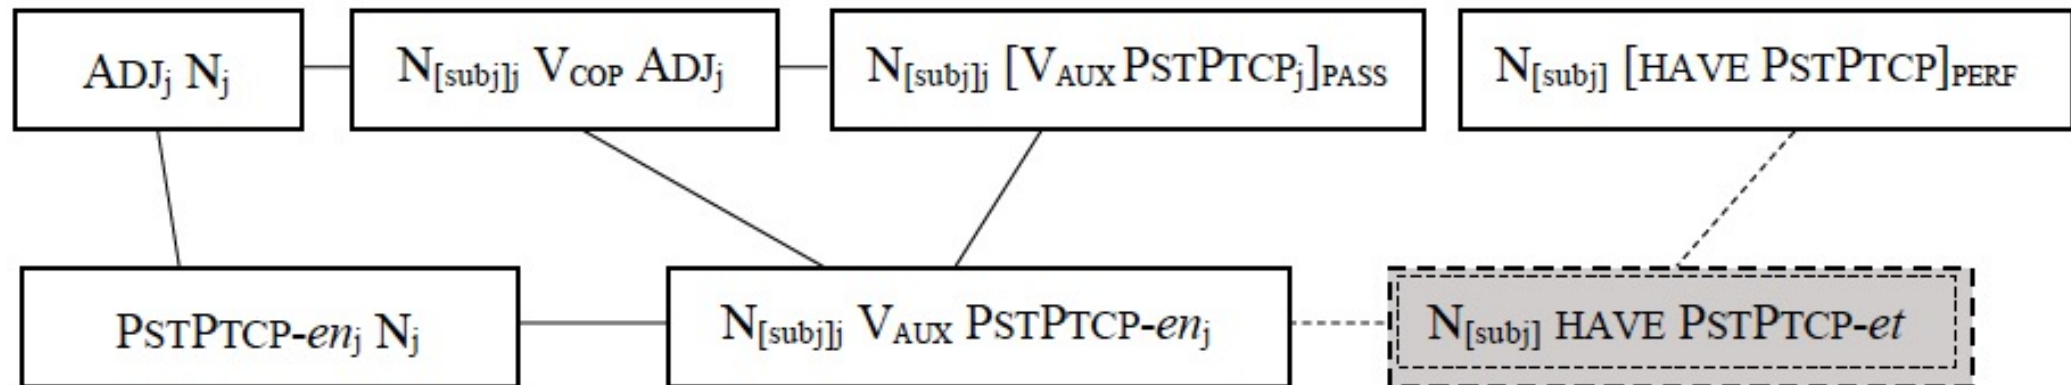 ADJj Nj
N[subj]j VCOP ADJj
N[subj]j [VAUX PSTPTCPj]PASS
N[subj] [HAVE PSTPTCP]PERF
PSTPTCP-enj Nj
N[subj]j VAUX PSTPTCP-enj
N[subj] HAVE PSTPTCP-et